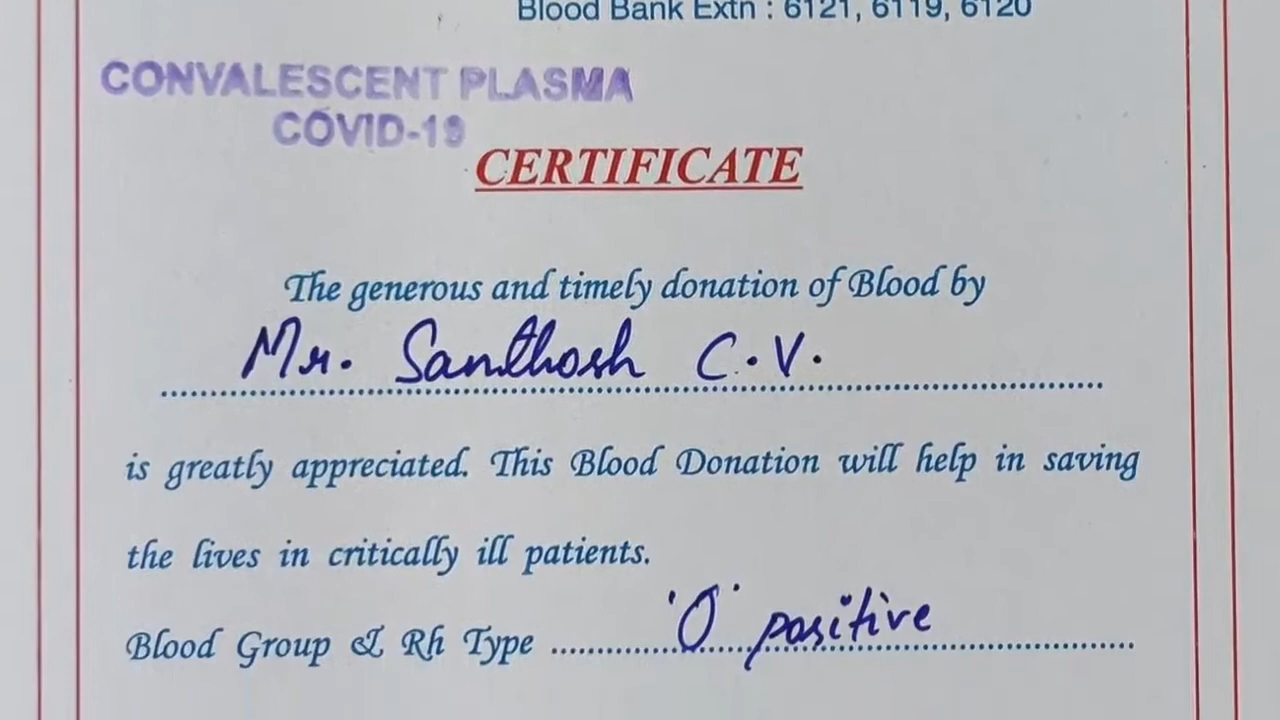 Blood Bank Extn : 6121, 6119, 6120
CONVALESCENT PLASMA
COVID-19
CERTIFICATE
The generous and timely donation of Blood by
Mr. Santhosh C.V.
is greatly appreciated. This Blood Donation will help in saving
the lives in critically ill patients.
Blood Group & Rh Type 'O' positive